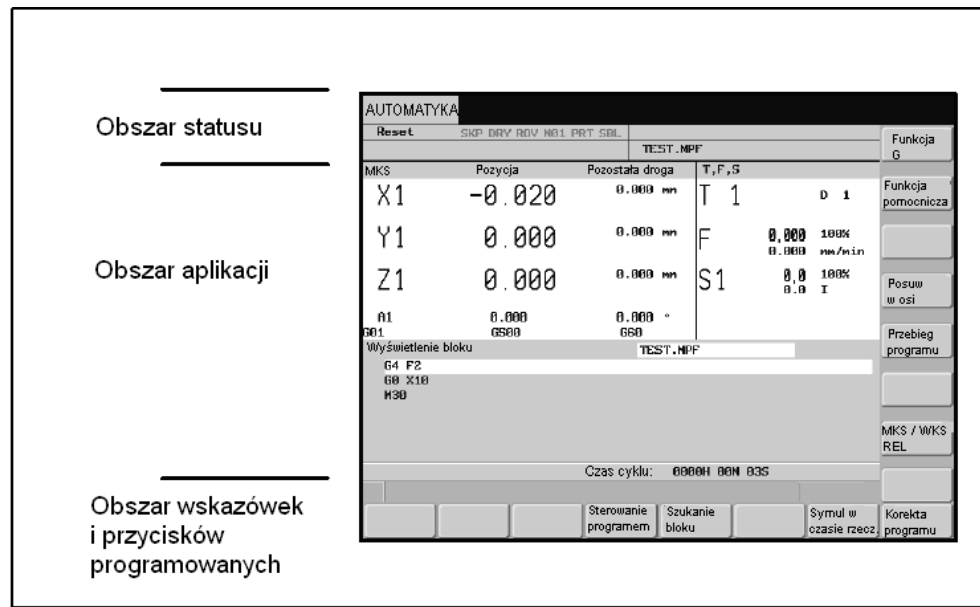 Obszar statusu
Obszar aplikacji
Obszar wskazówek
i przycisków
programowanych
AUTOMATYKA
Reset SKP DRY ROV M01 PRT SBL
TEST.MPF
MKS Pozycja Pozostała droga T,F,S
X1 -0.020 0.000 mm T 1 D 1
Y1 0.000 0.000 mm F 0,000 100%
0.000 mm/min
Z1 0.000 0.000 mm S1 0,0 100%
0.0 I
A1 0.000 0.000 °
G01 G500 G60
Wyświetlenie bloku TEST.MPF
G4 F2
G0 X10
M30
Czas cyklu: 0000H 00M 03S
Funkcja
G
Funkcja
pomocnicza
Posuw
w osi
Przebieg
programu
MKS / WKS
REL
Sterowanie
programem
Szukanie
bloku
Symul w
czasie rzecz.
Korekta
programu